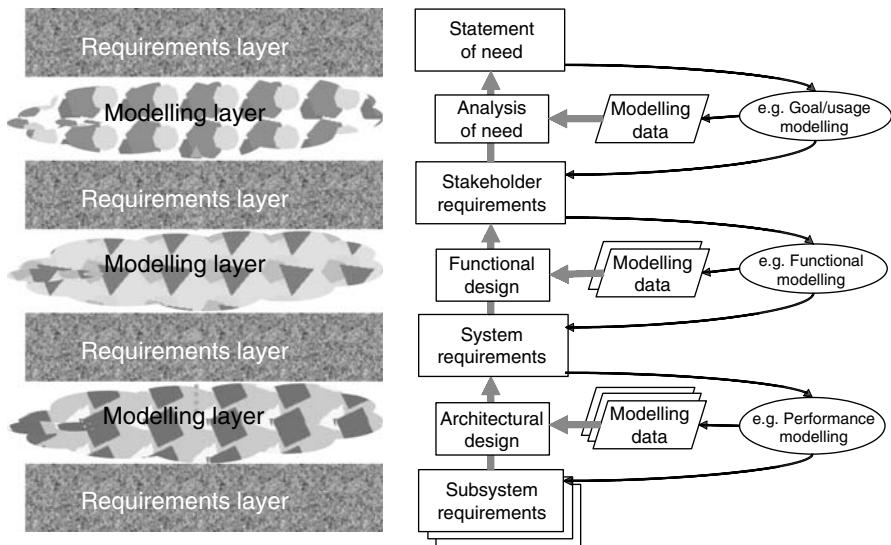 Requirements layer
Modelling layer
Requirements layer
Modelling layer
Requirements layer
Modelling layer
Requirements layer
Statement
of need
Analysis
of need
Modelling
data
e.g. Goal/usage
modelling
Stakeholder
requirements
Functional
design
Modelling
data
e.g. Functional
modelling
System
requirements
Architectural
design
Modelling
data
e.g. Performance
modelling
Subsystem
requirements